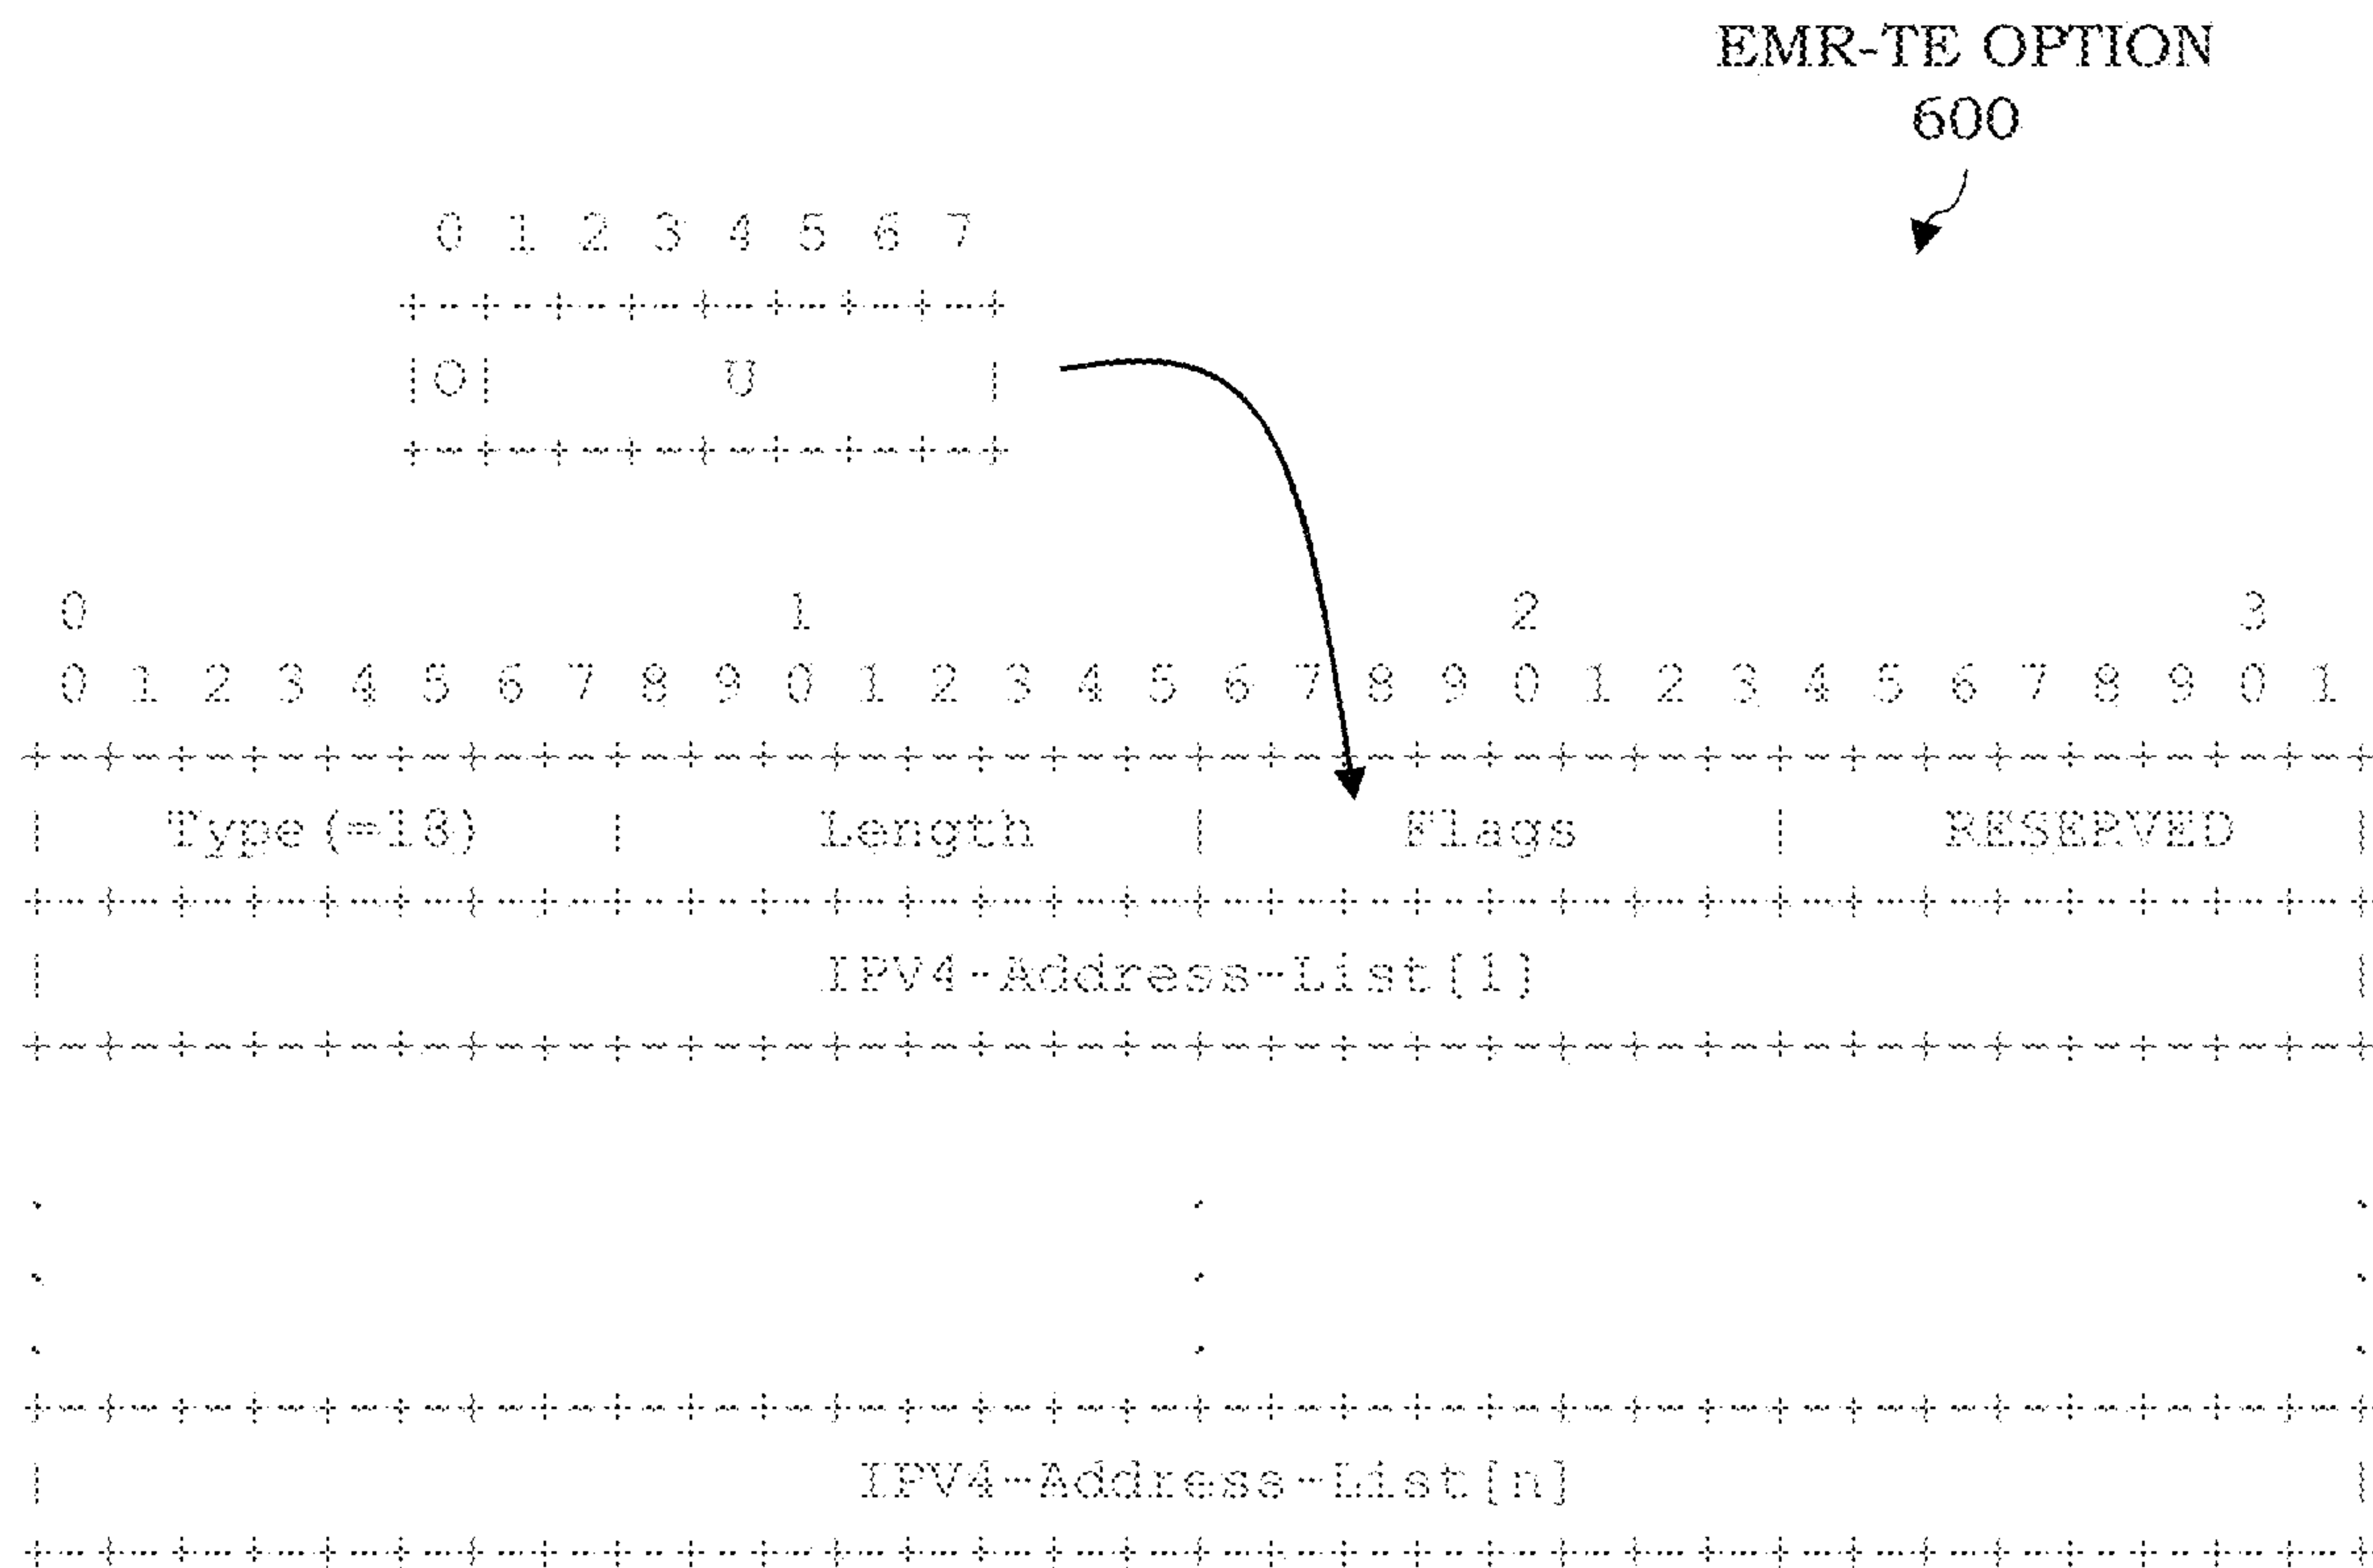 EMR-TE OPTION
600
0 1 2 3 4 5 6 7
+-+-+-+-+-+-+-+-+
|O|      U      |
+-+-+-+-+-+-+-+-+
0                   1                   2                   3
0 1 2 3 4 5 6 7 8 9 0 1 2 3 4 5 6 7 8 9 0 1 2 3 4 5 6 7 8 9 0 1
+-+-+-+-+-+-+-+-+-+-+-+-+-+-+-+-+-+-+-+-+-+-+-+-+-+-+-+-+-+-+-+-+
|   Type(=18)   |     Length    |     Flags     |    RESERVED   |
+-+-+-+-+-+-+-+-+-+-+-+-+-+-+-+-+-+-+-+-+-+-+-+-+-+-+-+-+-+-+-+-+
|                     IPV4-Address-List[1]                      |
+-+-+-+-+-+-+-+-+-+-+-+-+-+-+-+-+-+-+-+-+-+-+-+-+-+-+-+-+-+-+-+-+
.                               .                               .
.                               .                               .
.                               .                               .
+-+-+-+-+-+-+-+-+-+-+-+-+-+-+-+-+-+-+-+-+-+-+-+-+-+-+-+-+-+-+-+-+
|                      IPV4-Address-List[n]                     |
+-+-+-+-+-+-+-+-+-+-+-+-+-+-+-+-+-+-+-+-+-+-+-+-+-+-+-+-+-+-+-+-+